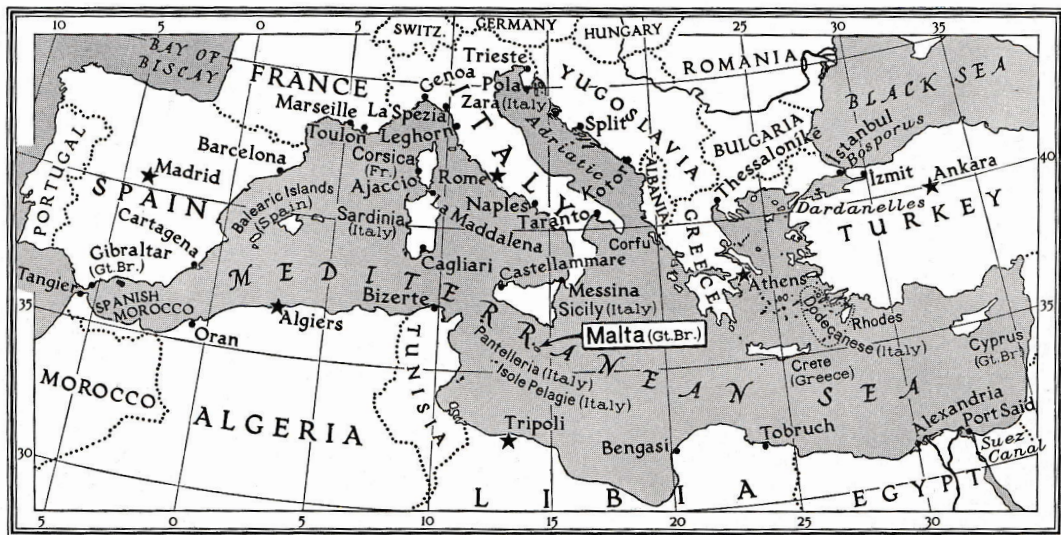 10
5
0
5
10
15
20
25
30
35
BAY OF
BISCAY
FRANCE
SWITZ.
GERMANY
HUNGARY
ROMANIA
BLACK SEA
YUGOSLAVIA
BULGARIA
ITALY
Trieste
Pola
Zara (Italy)
Genoa
La Spezia
Marseille
Toulon
Leghorn
Split
Adriatic
Kotor
ALBANIA
Thessalonike
Istanbul
Bosporus
Izmit
Ankara
40
PORTUGAL
SPAIN
Madrid
Barcelona
Balearic Islands
(Spain)
Corsica
(Fr.)
Ajaccio
Rome
Naples
Taranto
La Maddalena
Sardinia
(Italy)
Cagliari
Castellammare
Messina
Sicily (Italy)
Corfu
GREECE
Athens
Dardanelles
TURKEY
Cartagena
Gibraltar
(Gt.Br.)
Tangier
SPANISH
MOROCCO
MEDITERRANEAN SEA
Bizerte
Oran
Algiers
35
35
Malta (Gt.Br.)
Pantelleria (Italy)
Isole Pelagie (Italy)
Dodecanese (Italy)
Rhodes
Crete
(Greece)
Cyprus
(Gt.Br.)
MOROCCO
ALGERIA
TUNISIA
Tripoli
Bengasi
Tobruch
Alexandria
Port Said
Suez
Canal
LIBIA
EGYPT
30
30
5
0
5
10
15
20
25
30